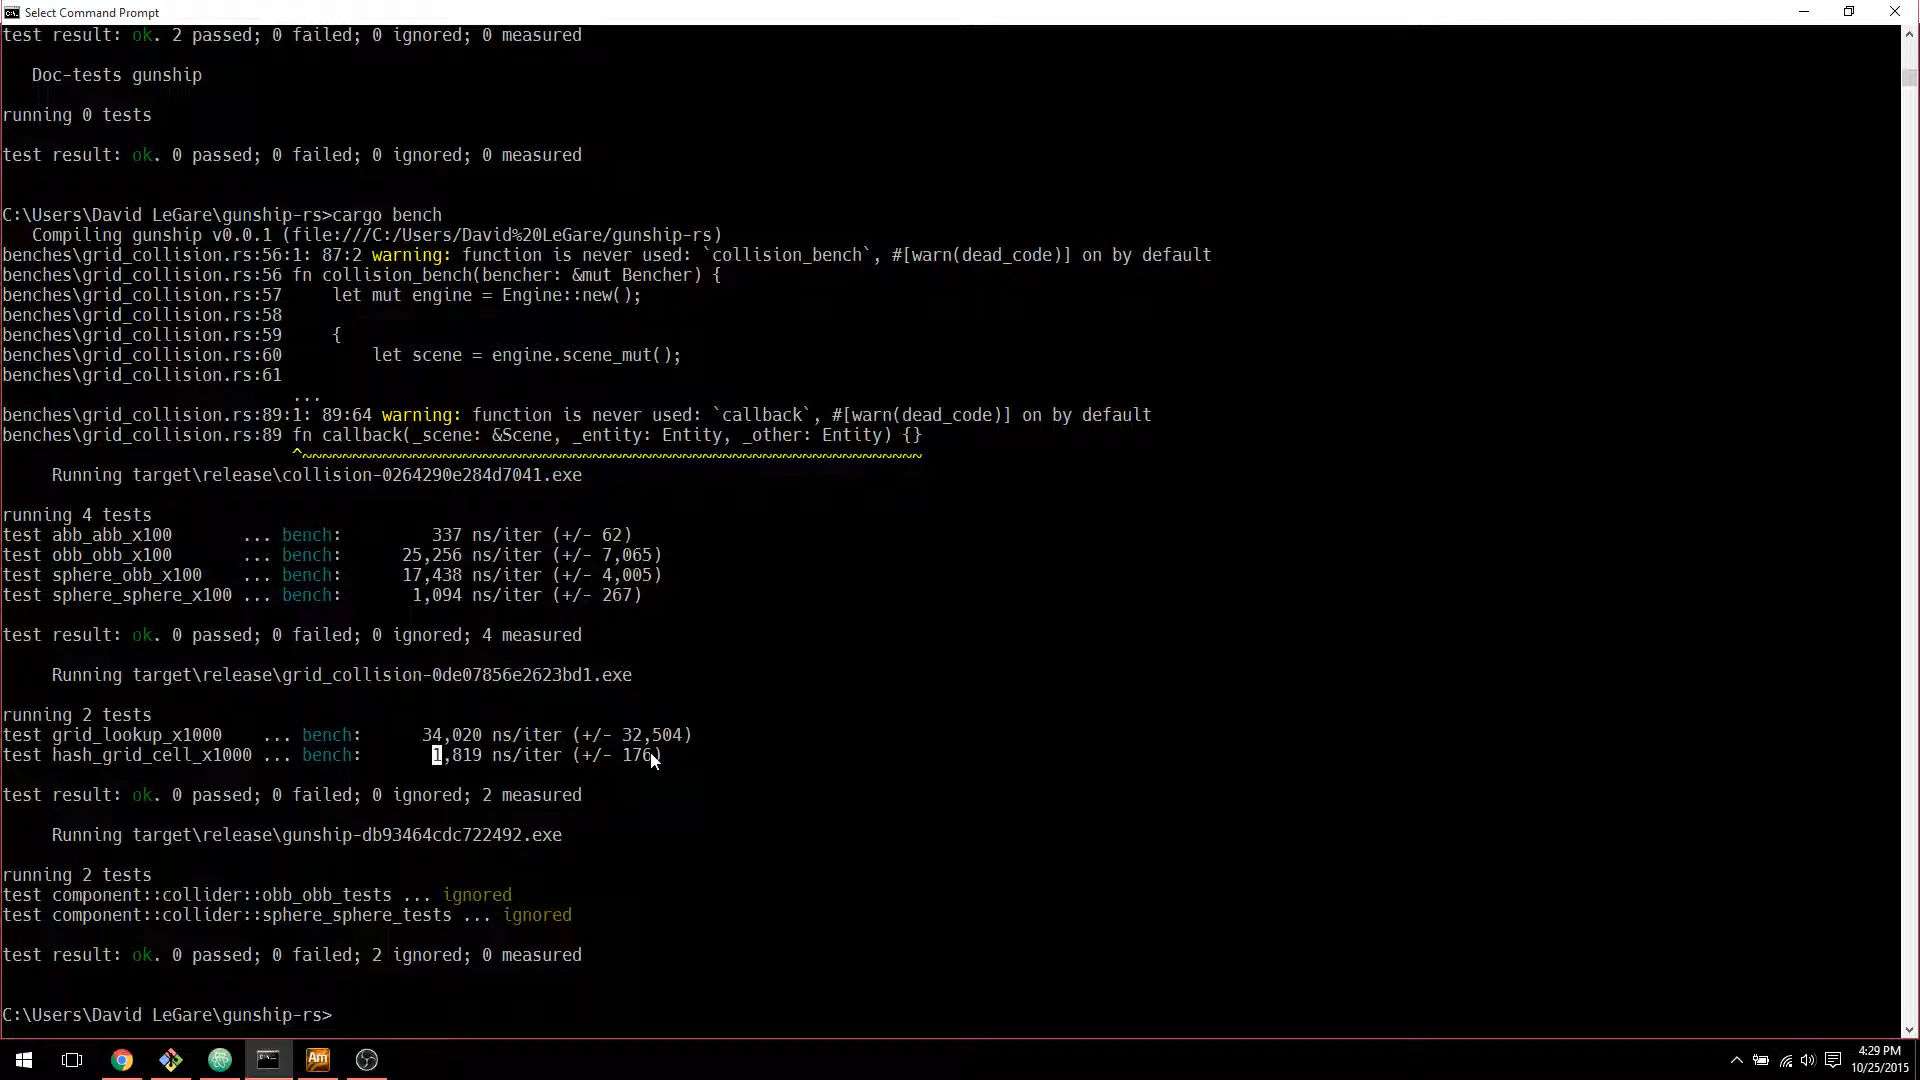 Select Command Prompt
test result: ok. 2 passed; 0 failed; 0 ignored; 0 measured
Doc-tests gunship
running 0 tests
test result: ok. 0 passed; 0 failed; 0 ignored; 0 measured
C:\Users\David LeGare\gunship-rs>cargo bench
Compiling gunship v0.0.1 (file:///C:/Users/David%20LeGare/gunship-rs)
benches\grid_collision.rs:56:1: 87:2 warning: function is never used: `collision_bench`, #[warn(dead_code)] on by default
benches\grid_collision.rs:56 fn collision_bench(bencher: &mut Bencher) {
benches\grid_collision.rs:57     let mut engine = Engine::new();
benches\grid_collision.rs:58
benches\grid_collision.rs:59     {
benches\grid_collision.rs:60         let scene = engine.scene_mut();
benches\grid_collision.rs:61
...
benches\grid_collision.rs:89:1: 89:64 warning: function is never used: `callback`, #[warn(dead_code)] on by default
benches\grid_collision.rs:89 fn callback(_scene: &Scene, _entity: Entity, _other: Entity) {}
^~~~~~~~~~~~~~~~~~~~~~~~~~~~~~~~~~~~~~~~~~~~~~~~~~~~~~~~~~~~~~~
Running target\release\collision-0264290e284d7041.exe
running 4 tests
test abb_abb_x100       ... bench:         337 ns/iter (+/- 62)
test obb_obb_x100       ... bench:      25,256 ns/iter (+/- 7,065)
test sphere_obb_x100    ... bench:      17,438 ns/iter (+/- 4,005)
test sphere_sphere_x100 ... bench:       1,094 ns/iter (+/- 267)
test result: ok. 0 passed; 0 failed; 0 ignored; 4 measured
Running target\release\grid_collision-0de07856e2623bd1.exe
running 2 tests
test grid_lookup_x1000    ... bench:      34,020 ns/iter (+/- 32,504)
test hash_grid_cell_x1000 ... bench:       1,819 ns/iter (+/- 176)
test result: ok. 0 passed; 0 failed; 0 ignored; 2 measured
Running target\release\gunship-db93464cdc722492.exe
running 2 tests
test component::collider::obb_obb_tests ... ignored
test component::collider::sphere_sphere_tests ... ignored
test result: ok. 0 passed; 0 failed; 2 ignored; 0 measured
C:\Users\David LeGare\gunship-rs>
Am
4:29 PM
10/25/2015